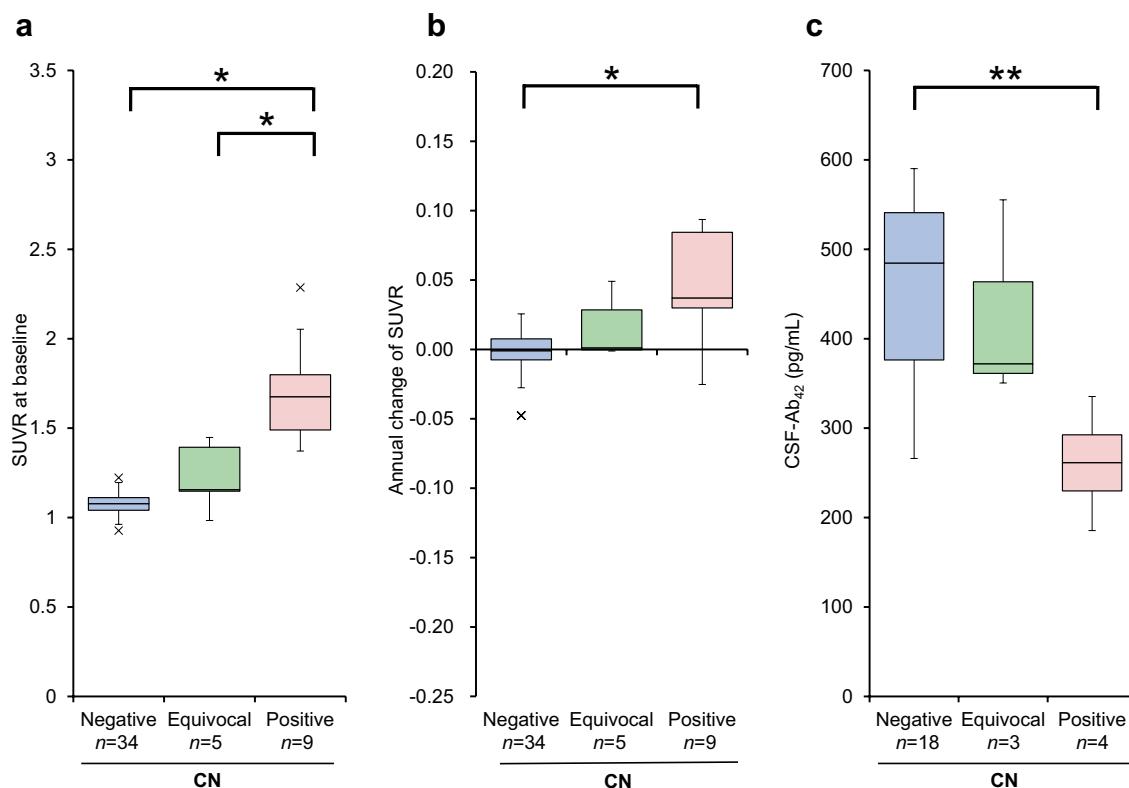 a
SUVR at baseline
3.5
3
2.5
2
1.5
1
0.5
0
*
*
Negative Equivocal Positive
n=34 n=5 n=9
CN
b
Annual change of SUVR
0.20
0.15
0.10
0.05
0.00
-0.05
-0.10
-0.15
-0.20
-0.25
*
Negative Equivocal Positive
n=34 n=5 n=9
CN
c
CSF-Ab₄₂ (pg/mL)
700
600
500
400
300
200
100
0
**
Negative Equivocal Positive
n=18 n=3 n=4
CN